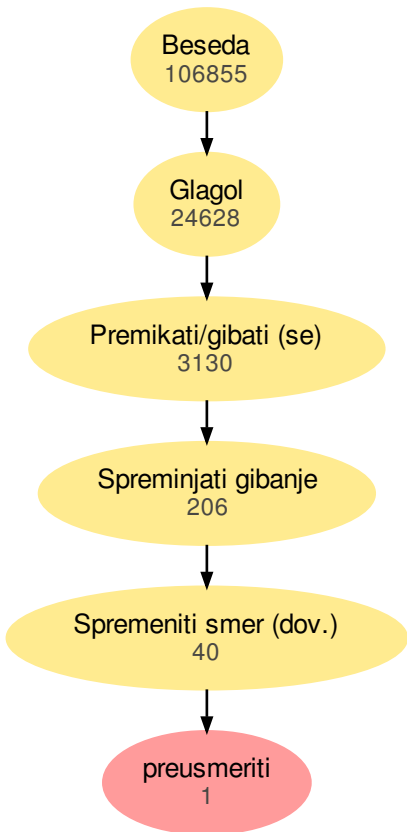 Beseda
106855
Glagol
24628
Premikati/gibati (se)
3130
Spreminjati gibanje
206
Spremeniti smer (dov.)
40
preusmeriti
1